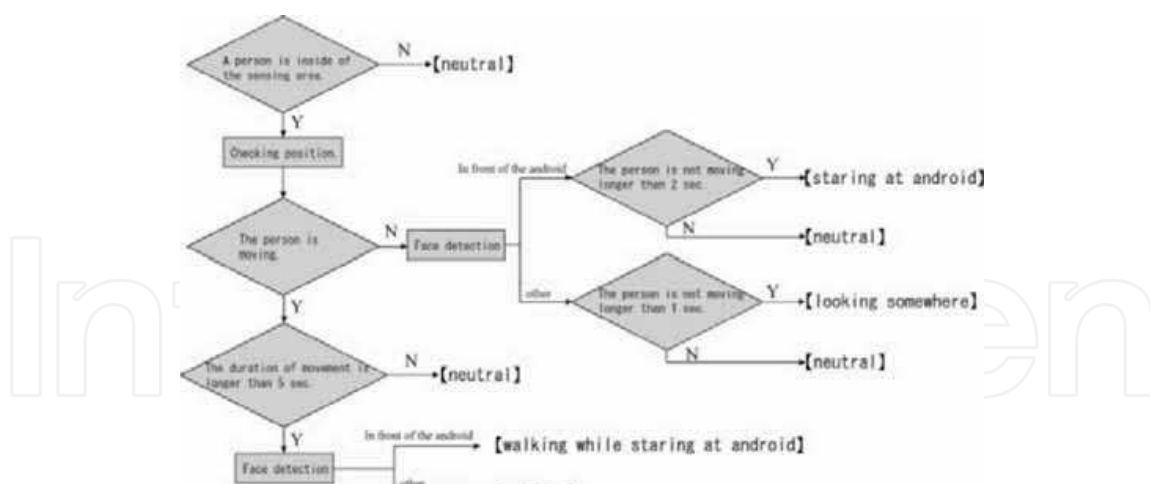 A person is inside of
the sensing area.
N
【neutral】
Y
Checking position.
In front of the android
The person is not moving
longer than 2 sec.
Y
【staring at android】
N
【neutral】
The person is
moving.
N
Face detection
other
The person is not moving
longer than 1 sec.
Y
【looking somewhere】
N
【neutral】
Y
The duration of movement is
longer than 5 sec.
N
【neutral】
Y
Face detection
In front of the android
【walking while staring at android】
other